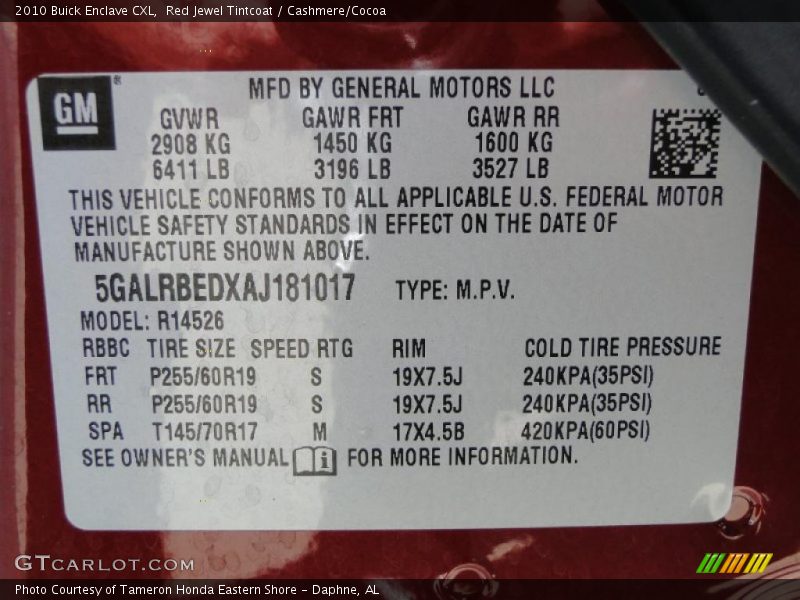 2010 Buick Enclave CXL,  Red Jewel Tintcoat / Cashmere/Cocoa
GM ®
MFD BY GENERAL MOTORS LLC
GVWR GAWR FRT GAWR RR
2908 KG 1450 KG 1600 KG
6411 LB 3196 LB 3527 LB
THIS VEHICLE CONFORMS TO ALL APPLICABLE U.S. FEDERAL MOTOR
VEHICLE SAFETY STANDARDS IN EFFECT ON THE DATE OF
MANUFACTURE SHOWN ABOVE.
5GALRBEDXAJ181017 TYPE: M.P.V.
MODEL: R14526
RBBC TIRE SIZE SPEED RTG RIM COLD TIRE PRESSURE
FRT P255/60R19 S 19X7.5J 240KPA(35PSI)
RR P255/60R19 S 19X7.5J 240KPA(35PSI)
SPA T145/70R17 M 17X4.5B 420KPA(60PSI)
SEE OWNER'S MANUAL i FOR MORE INFORMATION.
GTCARLOT.COM
Photo Courtesy of Tameron Honda Eastern Shore - Daphne, AL